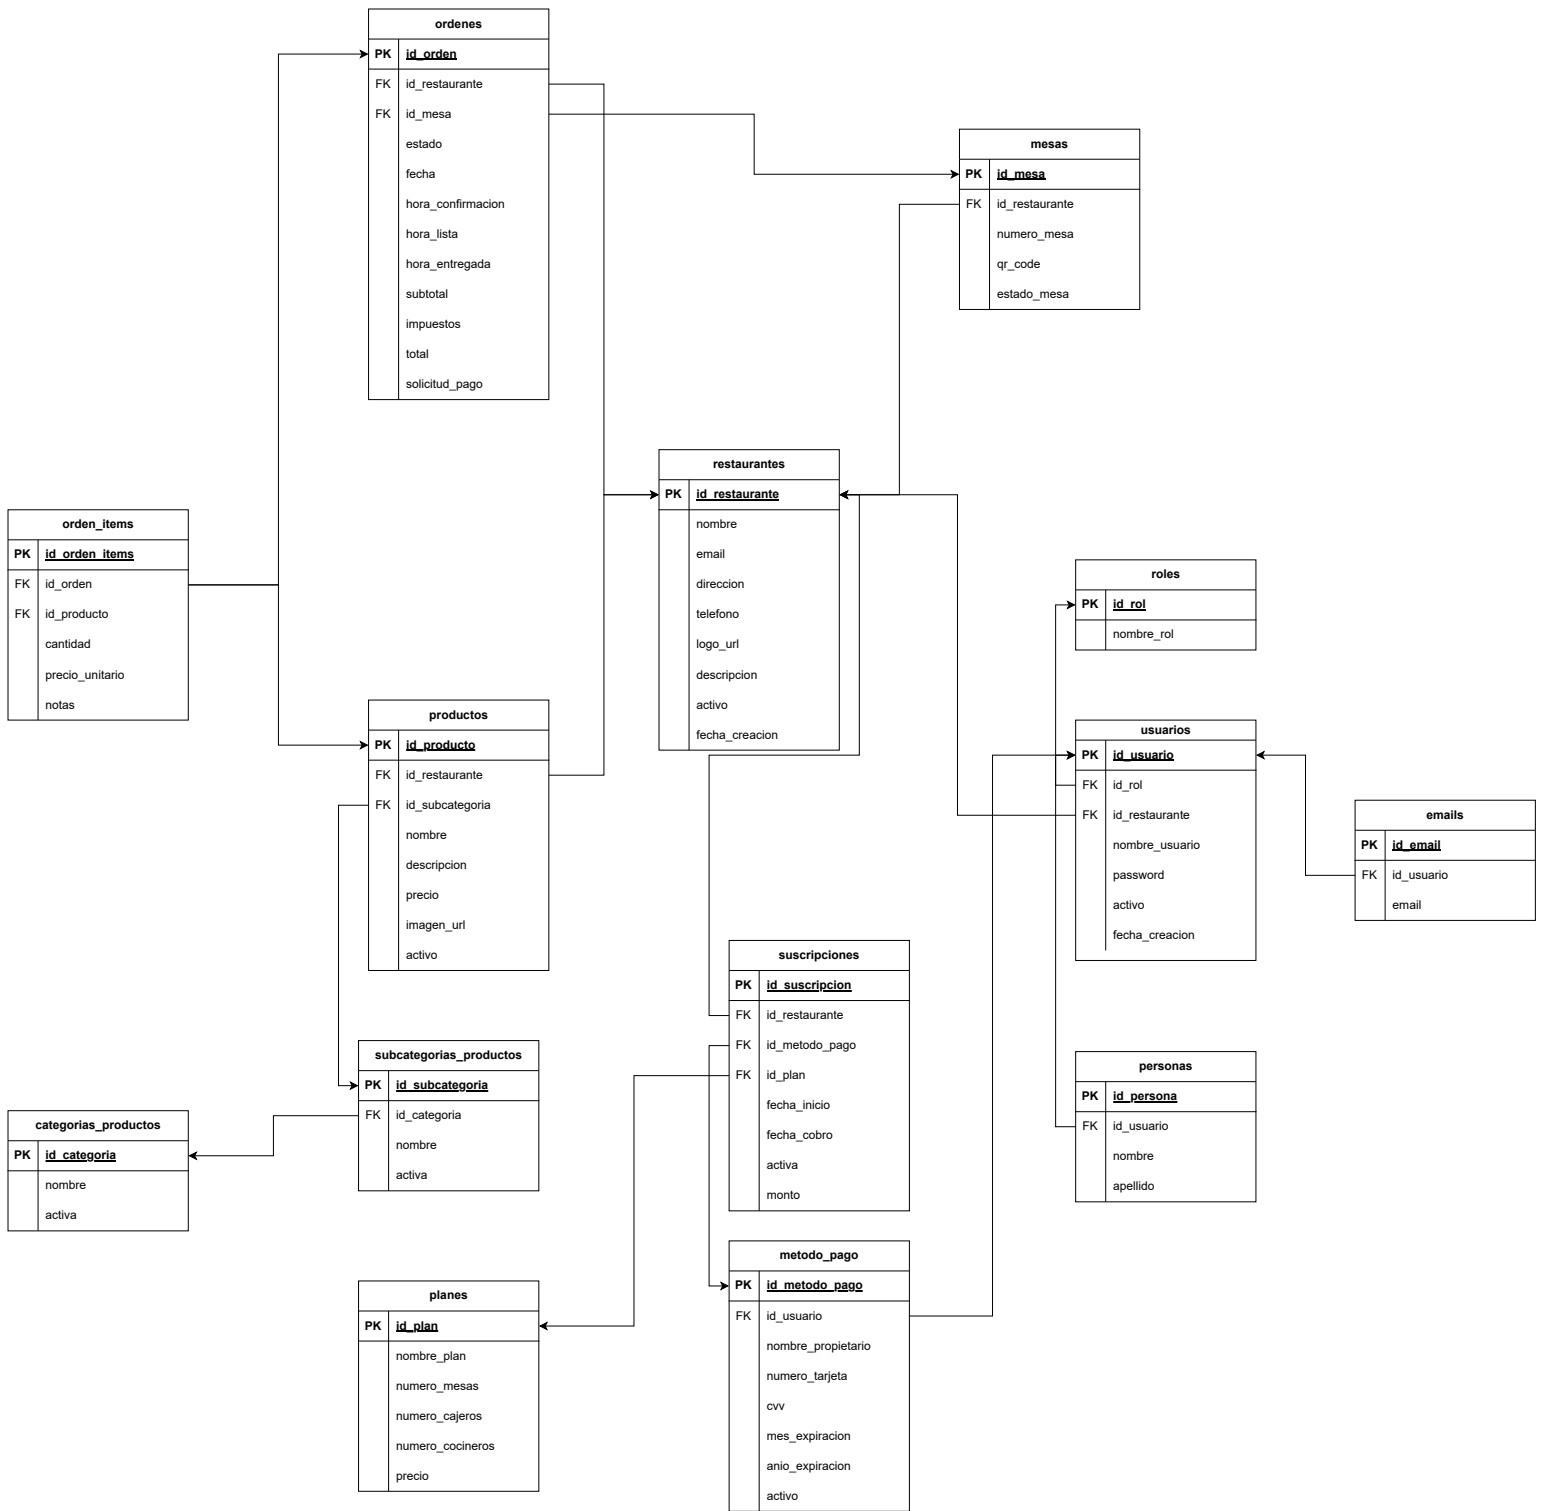 ordenes
PK id_orden
FK id_restaurante
FK id_mesa
estado
fecha
hora_confirmacion
hora_lista
hora_entregada
subtotal
impuestos
total
solicitud_pago
mesas
PK id_mesa
FK id_restaurante
numero_mesa
qr_code
estado_mesa
restaurantes
PK id_restaurante
nombre
email
direccion
telefono
logo_url
descripcion
activo
fecha_creacion
orden_items
PK id_orden_items
FK id_orden
FK id_producto
cantidad
precio_unitario
notas
roles
PK id_rol
nombre_rol
productos
PK id_producto
FK id_restaurante
FK id_subcategoria
nombre
descripcion
precio
imagen_url
activo
usuarios
PK id_usuario
FK id_rol
FK id_restaurante
nombre_usuario
password
activo
fecha_creacion
emails
PK id_email
FK id_usuario
email
suscripciones
PK id_suscripcion
FK id_restaurante
FK id_metodo_pago
FK id_plan
fecha_inicio
fecha_cobro
activa
monto
subcategorias_productos
PK id_subcategoria
FK id_categoria
nombre
activa
personas
PK id_persona
FK id_usuario
nombre
apellido
categorias_productos
PK id_categoria
nombre
activa
metodo_pago
PK id_metodo_pago
FK id_usuario
nombre_propietario
numero_tarjeta
cvv
mes_expiracion
anio_expiracion
activo
planes
PK id_plan
nombre_plan
numero_mesas
numero_cajeros
numero_cocineros
precio